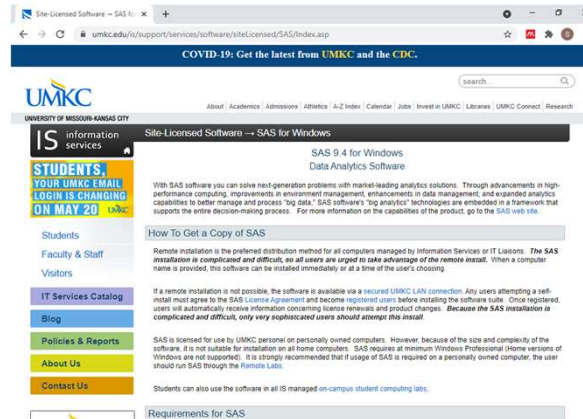 Site-Licensed Software — SAS fo
umkc.edu/is/support/services/software/siteLicensed/SAS/Index.asp
COVID-19: Get the latest from UMKC and the CDC.
search...
UMKC
About Academics Admissions Athletics A-Z Index Calendar Jobs Invest in UMKC Libraries UMKC Connect Research
UNIVERSITY OF MISSOURI-KANSAS CITY
IS information services
Site-Licensed Software → SAS for Windows
STUDENTS,
YOUR UMKC EMAIL
LOGIN IS CHANGING
ON MAY 20 UMKC
Students
Faculty & Staff
Visitors
IT Services Catalog
Blog
Policies & Reports
About Us
Contact Us
SAS 9.4 for Windows
Data Analytics Software
With SAS software you can solve next-generation problems with market-leading analytics solutions. Through advancements in high-
performance computing, improvements in environment management, enhancements in data management, and expanded analytics
capabilities to better manage and process "big data," SAS software's "big analytics" technologies are embedded in a framework that
supports the entire decision-making process. For more information on the capabilities of the product, go to the SAS web site.
How To Get a Copy of SAS
Remote installation is the preferred distribution method for all computers managed by Information Services or IT Liaisons. The SAS
installation is complicated and difficult, so all users are urged to take advantage of the remote install. When a computer
name is provided, this software can be installed immediately or at a time of the user's choosing.
If a remote installation is not possible, the software is available via a secured UMKC LAN connection. Any users attempting a self-
install must agree to the SAS License Agreement and become registered users before installing the software suite. Once registered,
users will automatically receive information concerning license renewals and product changes. Because the SAS installation is
complicated and difficult, only very sophisticated users should attempt this install.
SAS is licensed for use by UMKC personel on personally owned computers. However, because of the size and complexity of the
software, it is not suitable for installation on all home computers. SAS requires at minimum Windows Professional (Home versions of
Windows are not supported). It is strongly recommended that if usage of SAS is required on a personally owned computer, the user
should run SAS through the Remote Labs.
Students can also use the software in all IS managed on-campus student computing labs.
Requirements for SAS